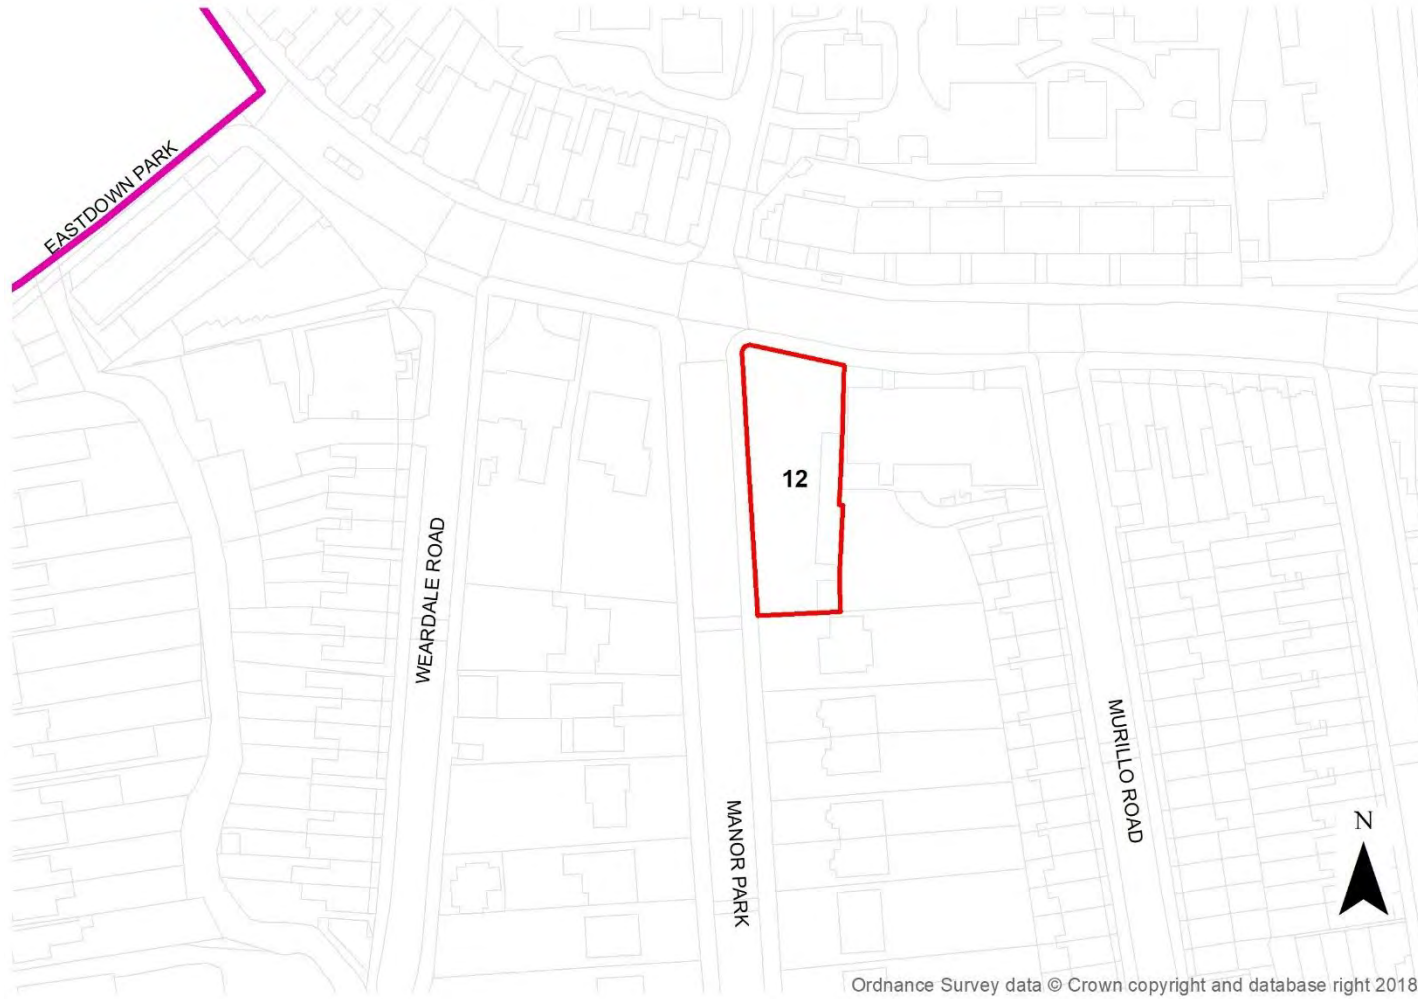 EASTDOWN PARK
12
WEARDALE ROAD
MURILLO ROAD
MANOR PARK
N
Ordnance Survey data © Crown copyright and database right 2018